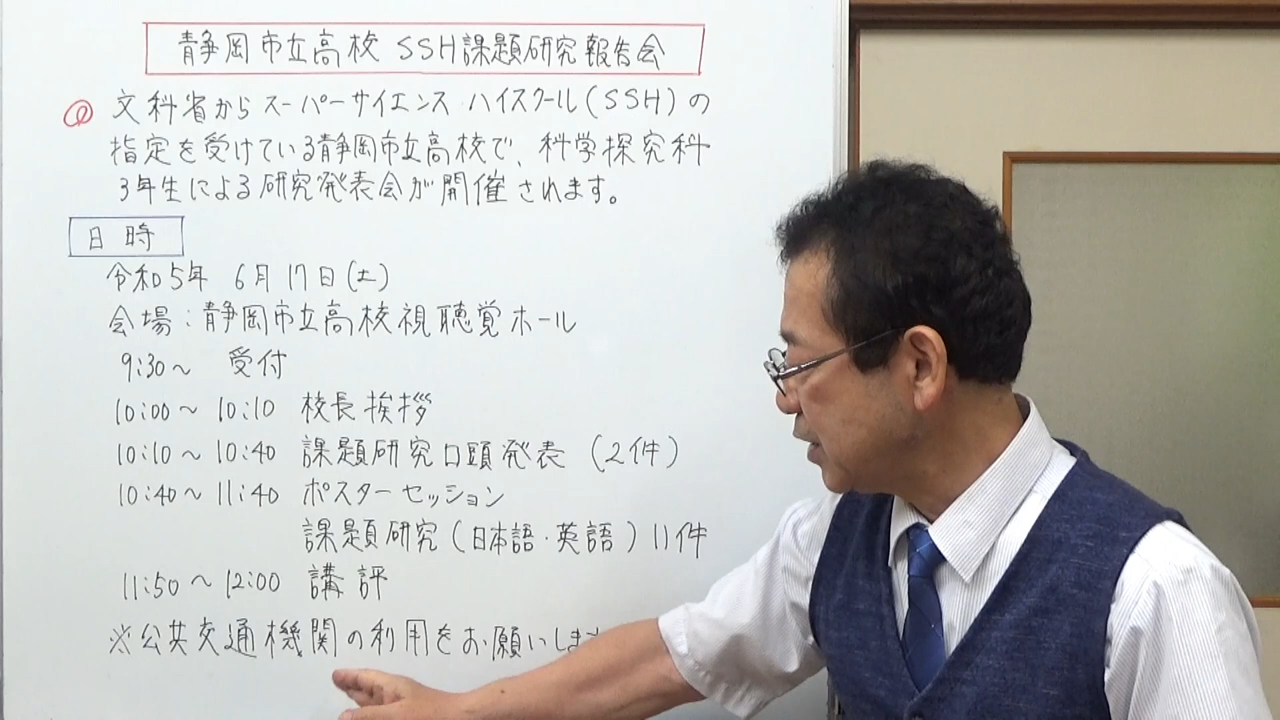 静岡市立高校 SSH課題研究報告会
文科省からスーパーサイエンスハイスクール(SSH)の
指定を受けている静岡市立高校で、科学探究科
3年生による研究発表会が開催されます。
日時
令和5年 6月17日(土)
会場:静岡市立高校視聴覚ホール
9:30~ 受付
10:00~10:10 校長挨拶
10:10~10:40 課題研究口頭発表 (2件)
10:40~11:40 ポスターセッション
課題研究(日本語・英語)11件
11:50~12:00 講評
※公共交通機関の利用をお願いしま